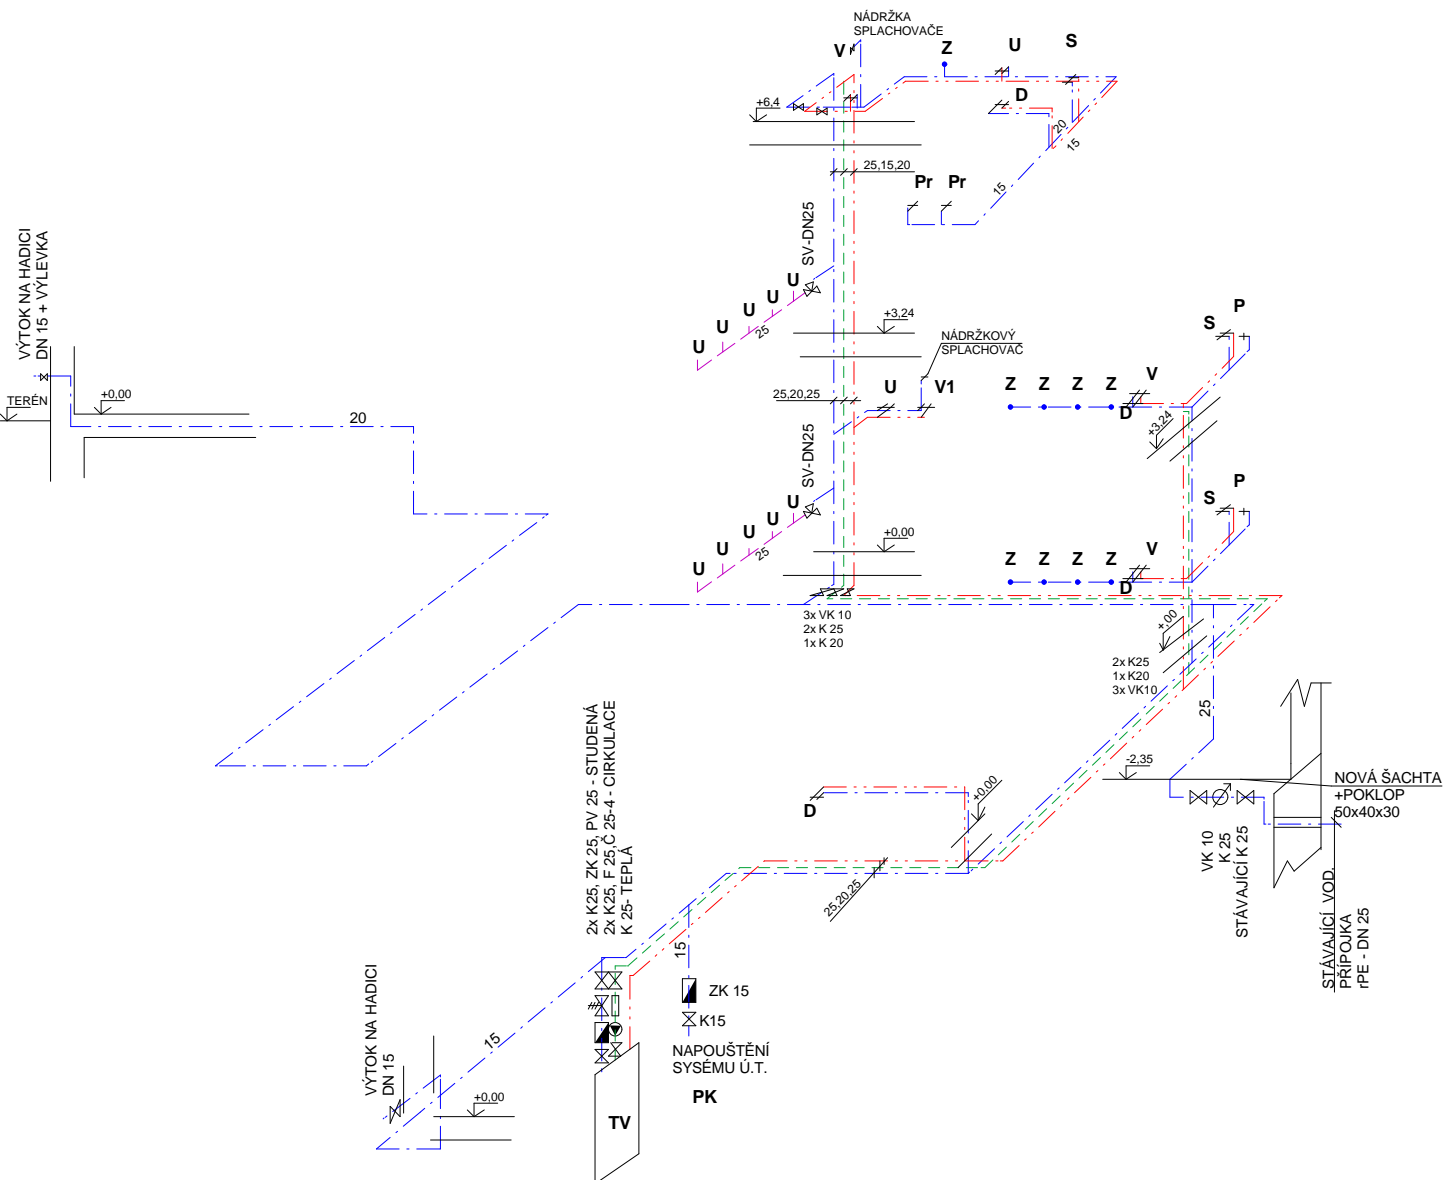 NÁDRŽKA
SPLACHOVAČE
V
Z
U
S
D
+6,4
20
15
25,15,20
Pr
Pr
15
SV-DN25
VÝTOK NA HADICI
DN 15 + VÝLEVKA
U
U
U
U
U
25
+3,24
NÁDRŽKOVÝ
SPLACHOVAČ
S
P
TERÉN
+0,00
20
25,20,25
U
V1
Z
Z
Z
Z
V
D
+3,24
SV-DN25
U
U
U
U
U
25
+0,00
S
P
Z
Z
Z
Z
V
D
3x VK 10
2x K 25
1x K 20
+,00
2x K25
1x K20
3x VK10
25
2x K25, ZK 25, PV 25 - STUDENÁ
2x K25, F 25,Č 25-4 - CIRKULACE
K 25- TEPLÁ
-2,35
NOVÁ ŠACHTA
+POKLOP
50x40x30
D
+0,00
VK 10
K 25
STÁVAJÍCÍ K 25
STÁVAJÍCÍ VOD.
PŘÍPOJKA
rPE - DN 25
25,20,25
15
ZK 15
K15
NAPOUŠTĚNÍ
SYSÉMU Ú.T.
PK
15
VÝTOK NA HADICI
DN 15
+0,00
TV